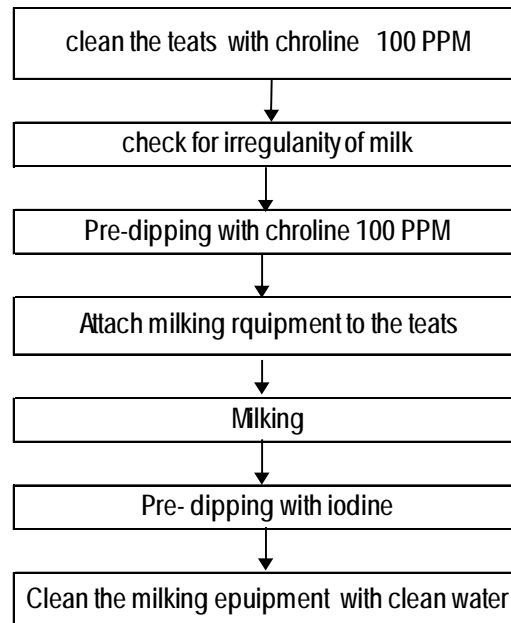 clean the teats with chroline 100 PPM
check for irregulanity of milk
Pre-dipping with chroline 100 PPM
Attach milking rquipment to the teats
Milking
Pre- dipping with iodine
Clean the milking epuipment with clean water